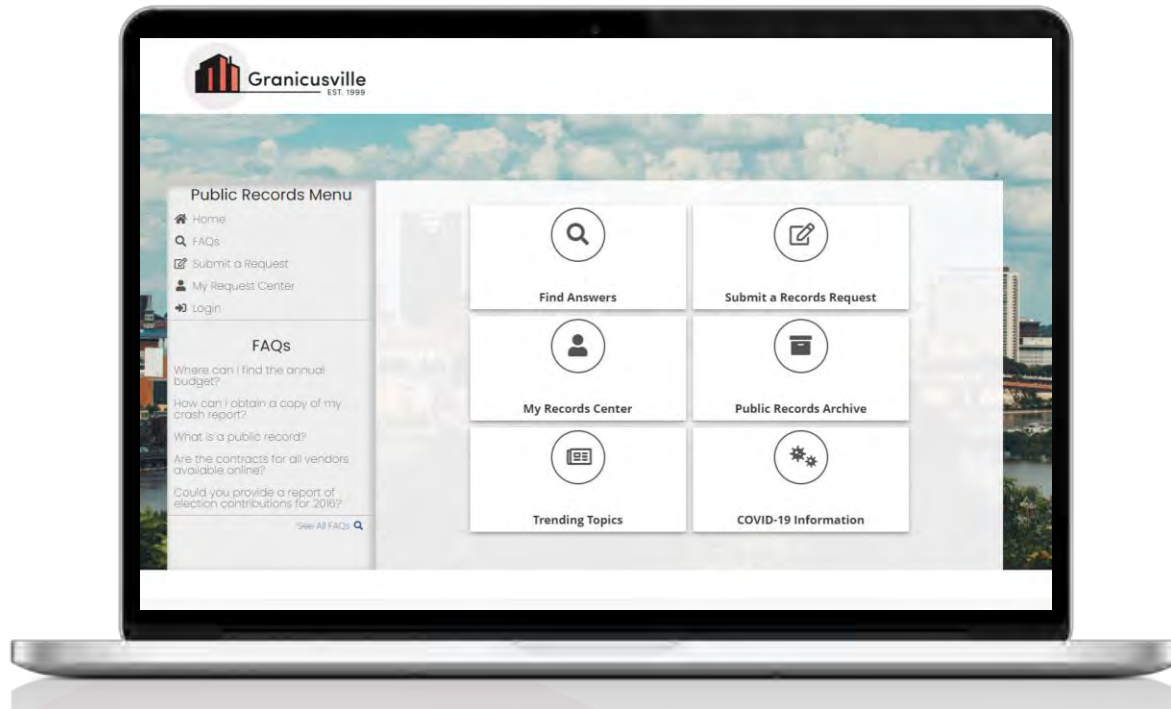 Granicusville
EST. 1999
Public Records Menu
Home
FAQs
Submit a Request
My Request Center
Login
FAQs
Where can I find the annual
budget?
How can I obtain a copy of my
crash report?
What is a public record?
Are the contracts for all vendors
available online?
Could you provide a report of
election contributions for 2016?
See All FAQs
Find Answers
Submit a Records Request
My Records Center
Public Records Archive
Trending Topics
COVID-19 Information